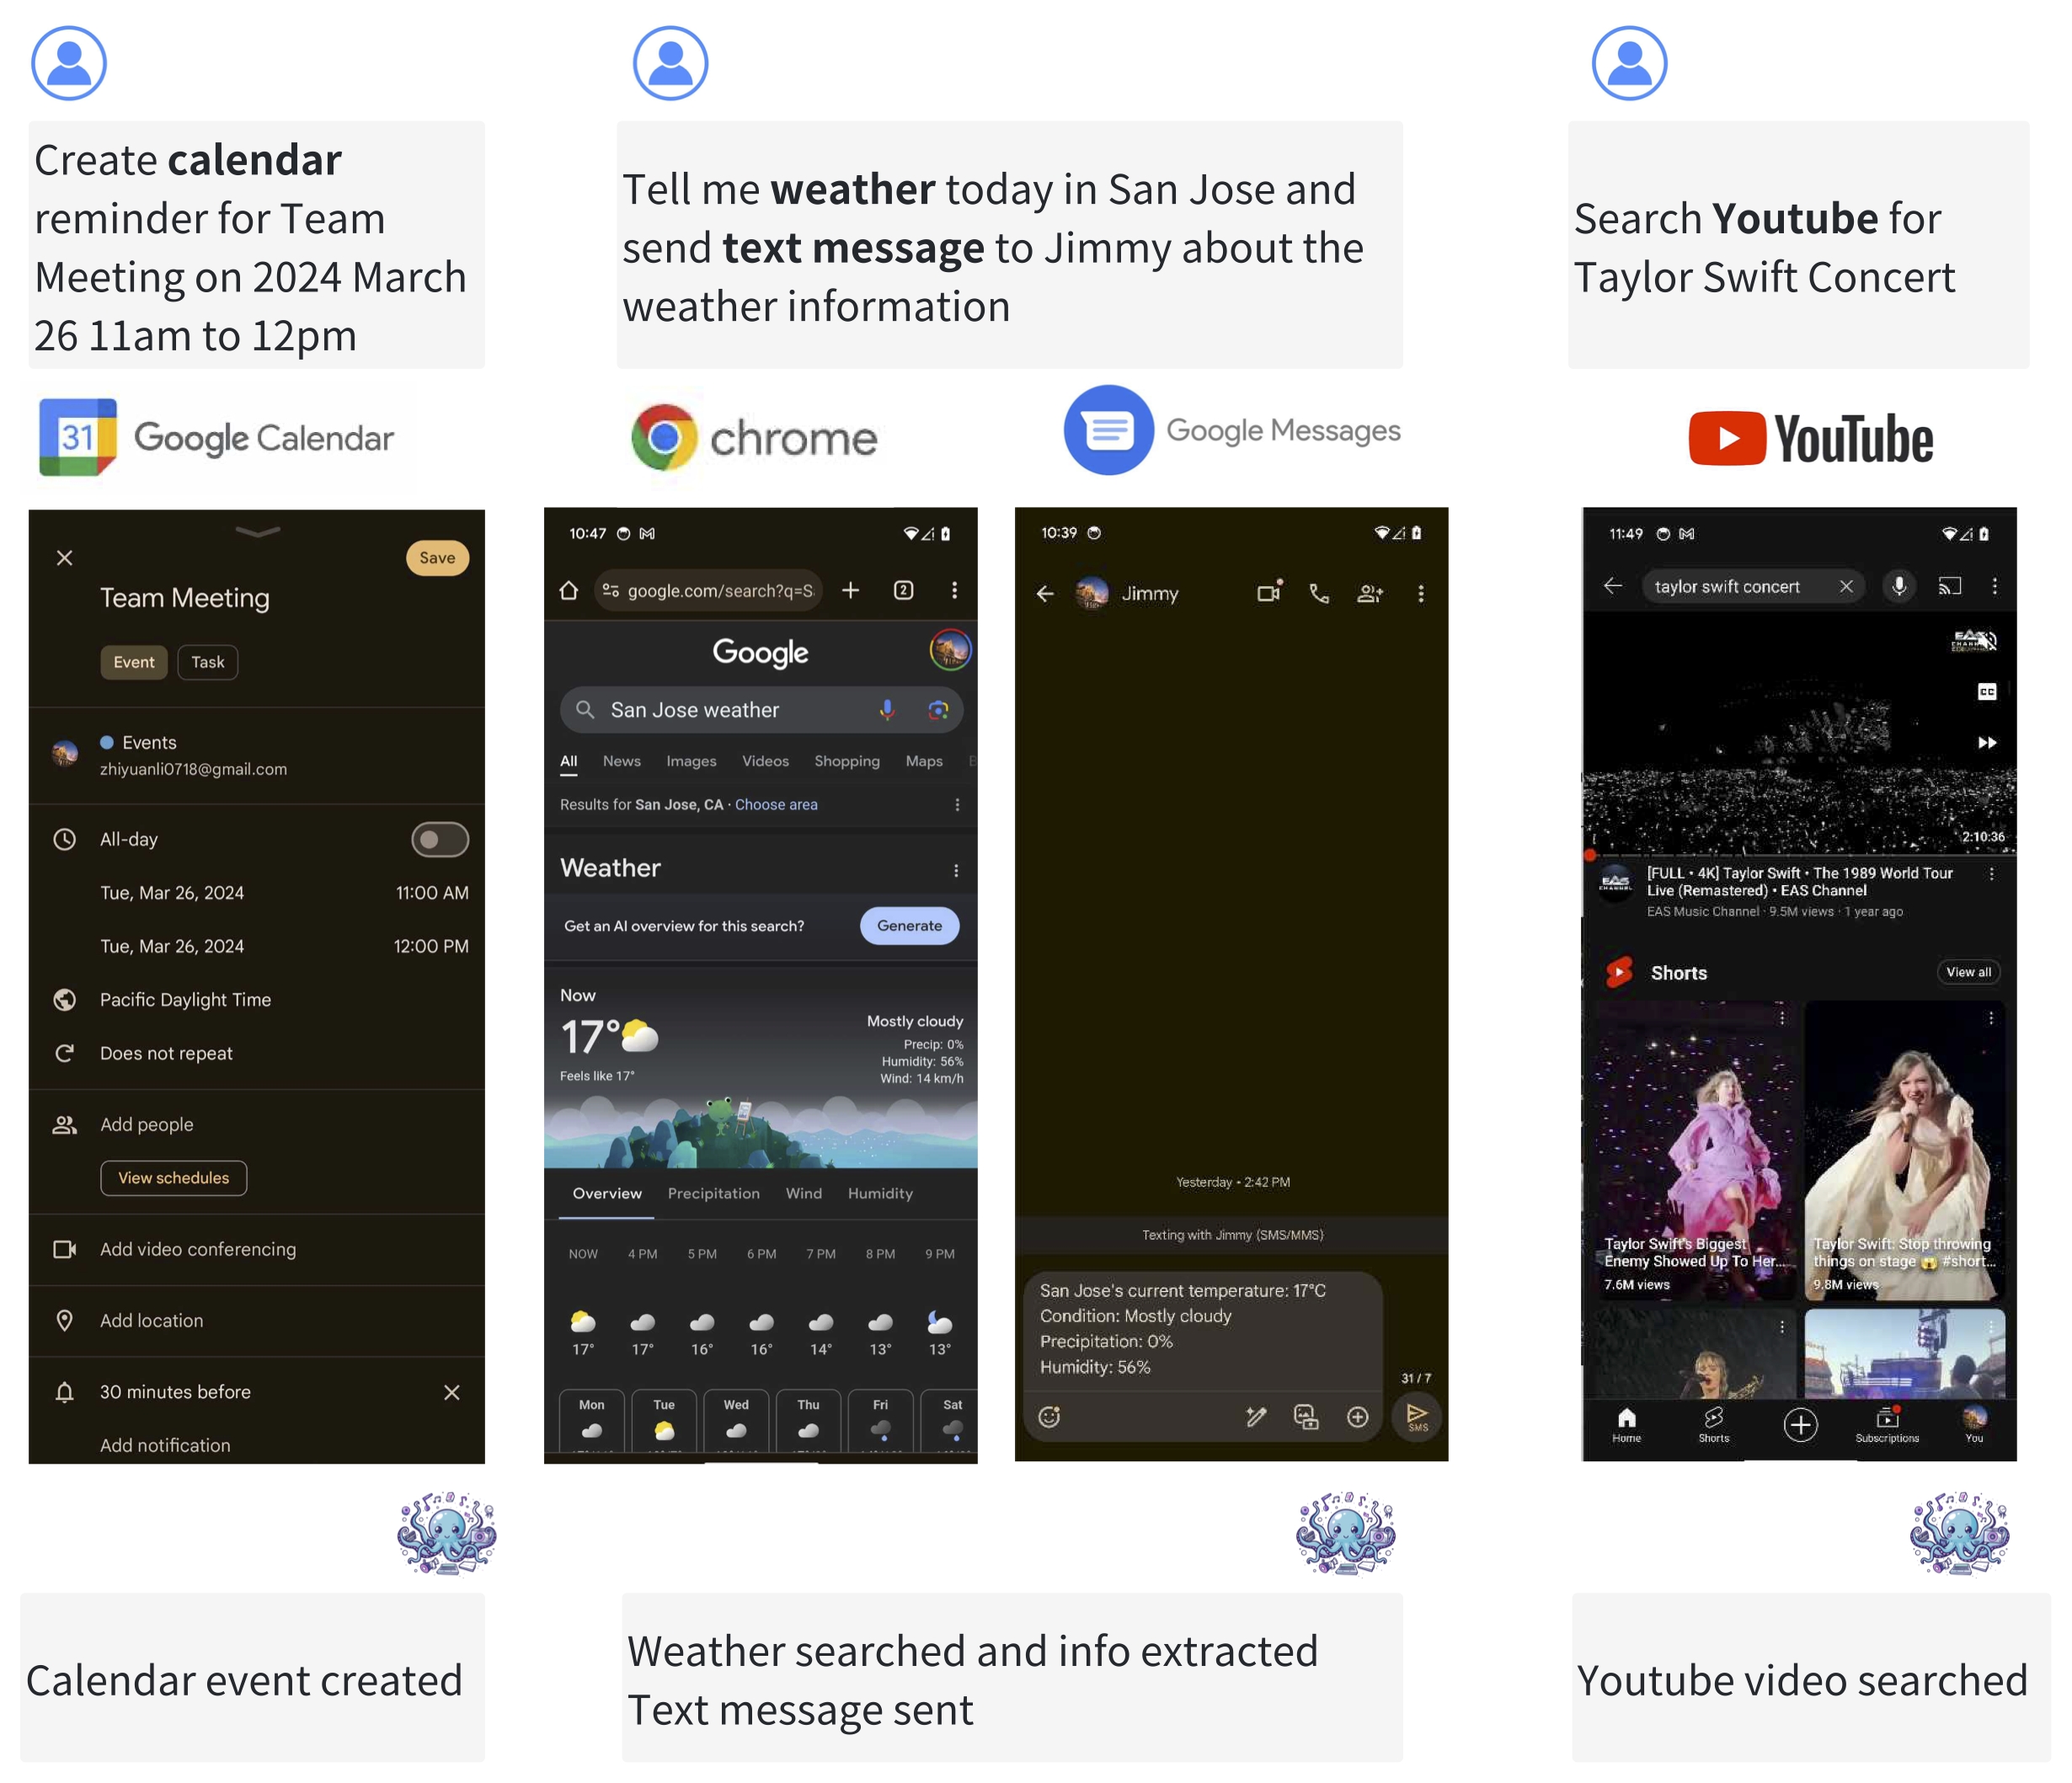 Create calendar
reminder for Team
Meeting on 2024 March
26 11am to 12pm
Tell me weather today in San Jose and
send text message to Jimmy about the
weather information
Search Youtube for
Taylor Swift Concert
31 Google Calendar
chrome
Google Messages
YouTube
Save
Team Meeting
Event Task
Events
zhiyuanli0718@gmail.com
All-day
Tue, Mar 26, 2024 11:00 AM
Tue, Mar 26, 2024 12:00 PM
Pacific Daylight Time
Does not repeat
Add people
View schedules
Add video conferencing
Add location
30 minutes before
Add notification
10:47
google.com/search?q=S
2
Google
San Jose weather
All News Images Videos Shopping Maps
Results for San Jose, CA · Choose area
Weather
Get an AI overview for this search? Generate
Now
17°
Feels like 17°
Mostly cloudy
Precip: 0%
Humidity: 56%
Wind: 14 km/h
Overview Precipitation Wind Humidity
NOW 4 PM 5 PM 6 PM 7 PM 8 PM 9 PM
17° 17° 16° 16° 14° 13° 13°
Mon Tue Wed Thu Fri Sat
10:39
Jimmy
Yesterday • 2:42 PM
Texting with Jimmy (SMS/MMS)
San Jose's current temperature: 17°C
Condition: Mostly cloudy
Precipitation: 0%
Humidity: 56%
31 / 7
SMS
11:49
taylor swift concert
EAS
CHANNEL
CC
2:10:36
EAS
CHANNEL
[FULL • 4K] Taylor Swift • The 1989 World Tour
Live (Remastered) • EAS Channel
EAS Music Channel · 9.5M views · 1 year ago
Shorts View all
Taylor Swift's Biggest
Enemy Showed Up To Her...
7.6M views
Taylor Swift: Stop throwing
things on stage 😱 #short...
9.8M views
Home Shorts Subscriptions You
Calendar event created
Weather searched and info extracted
Text message sent
Youtube video searched